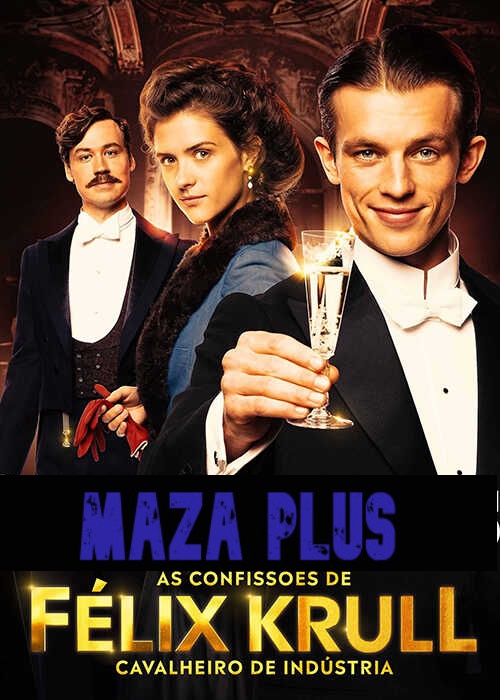 MAZA PLUS
AS CONFISSOES DE
FÉLIX KRULL
CAVALHEIRO DE INDÚSTRIA